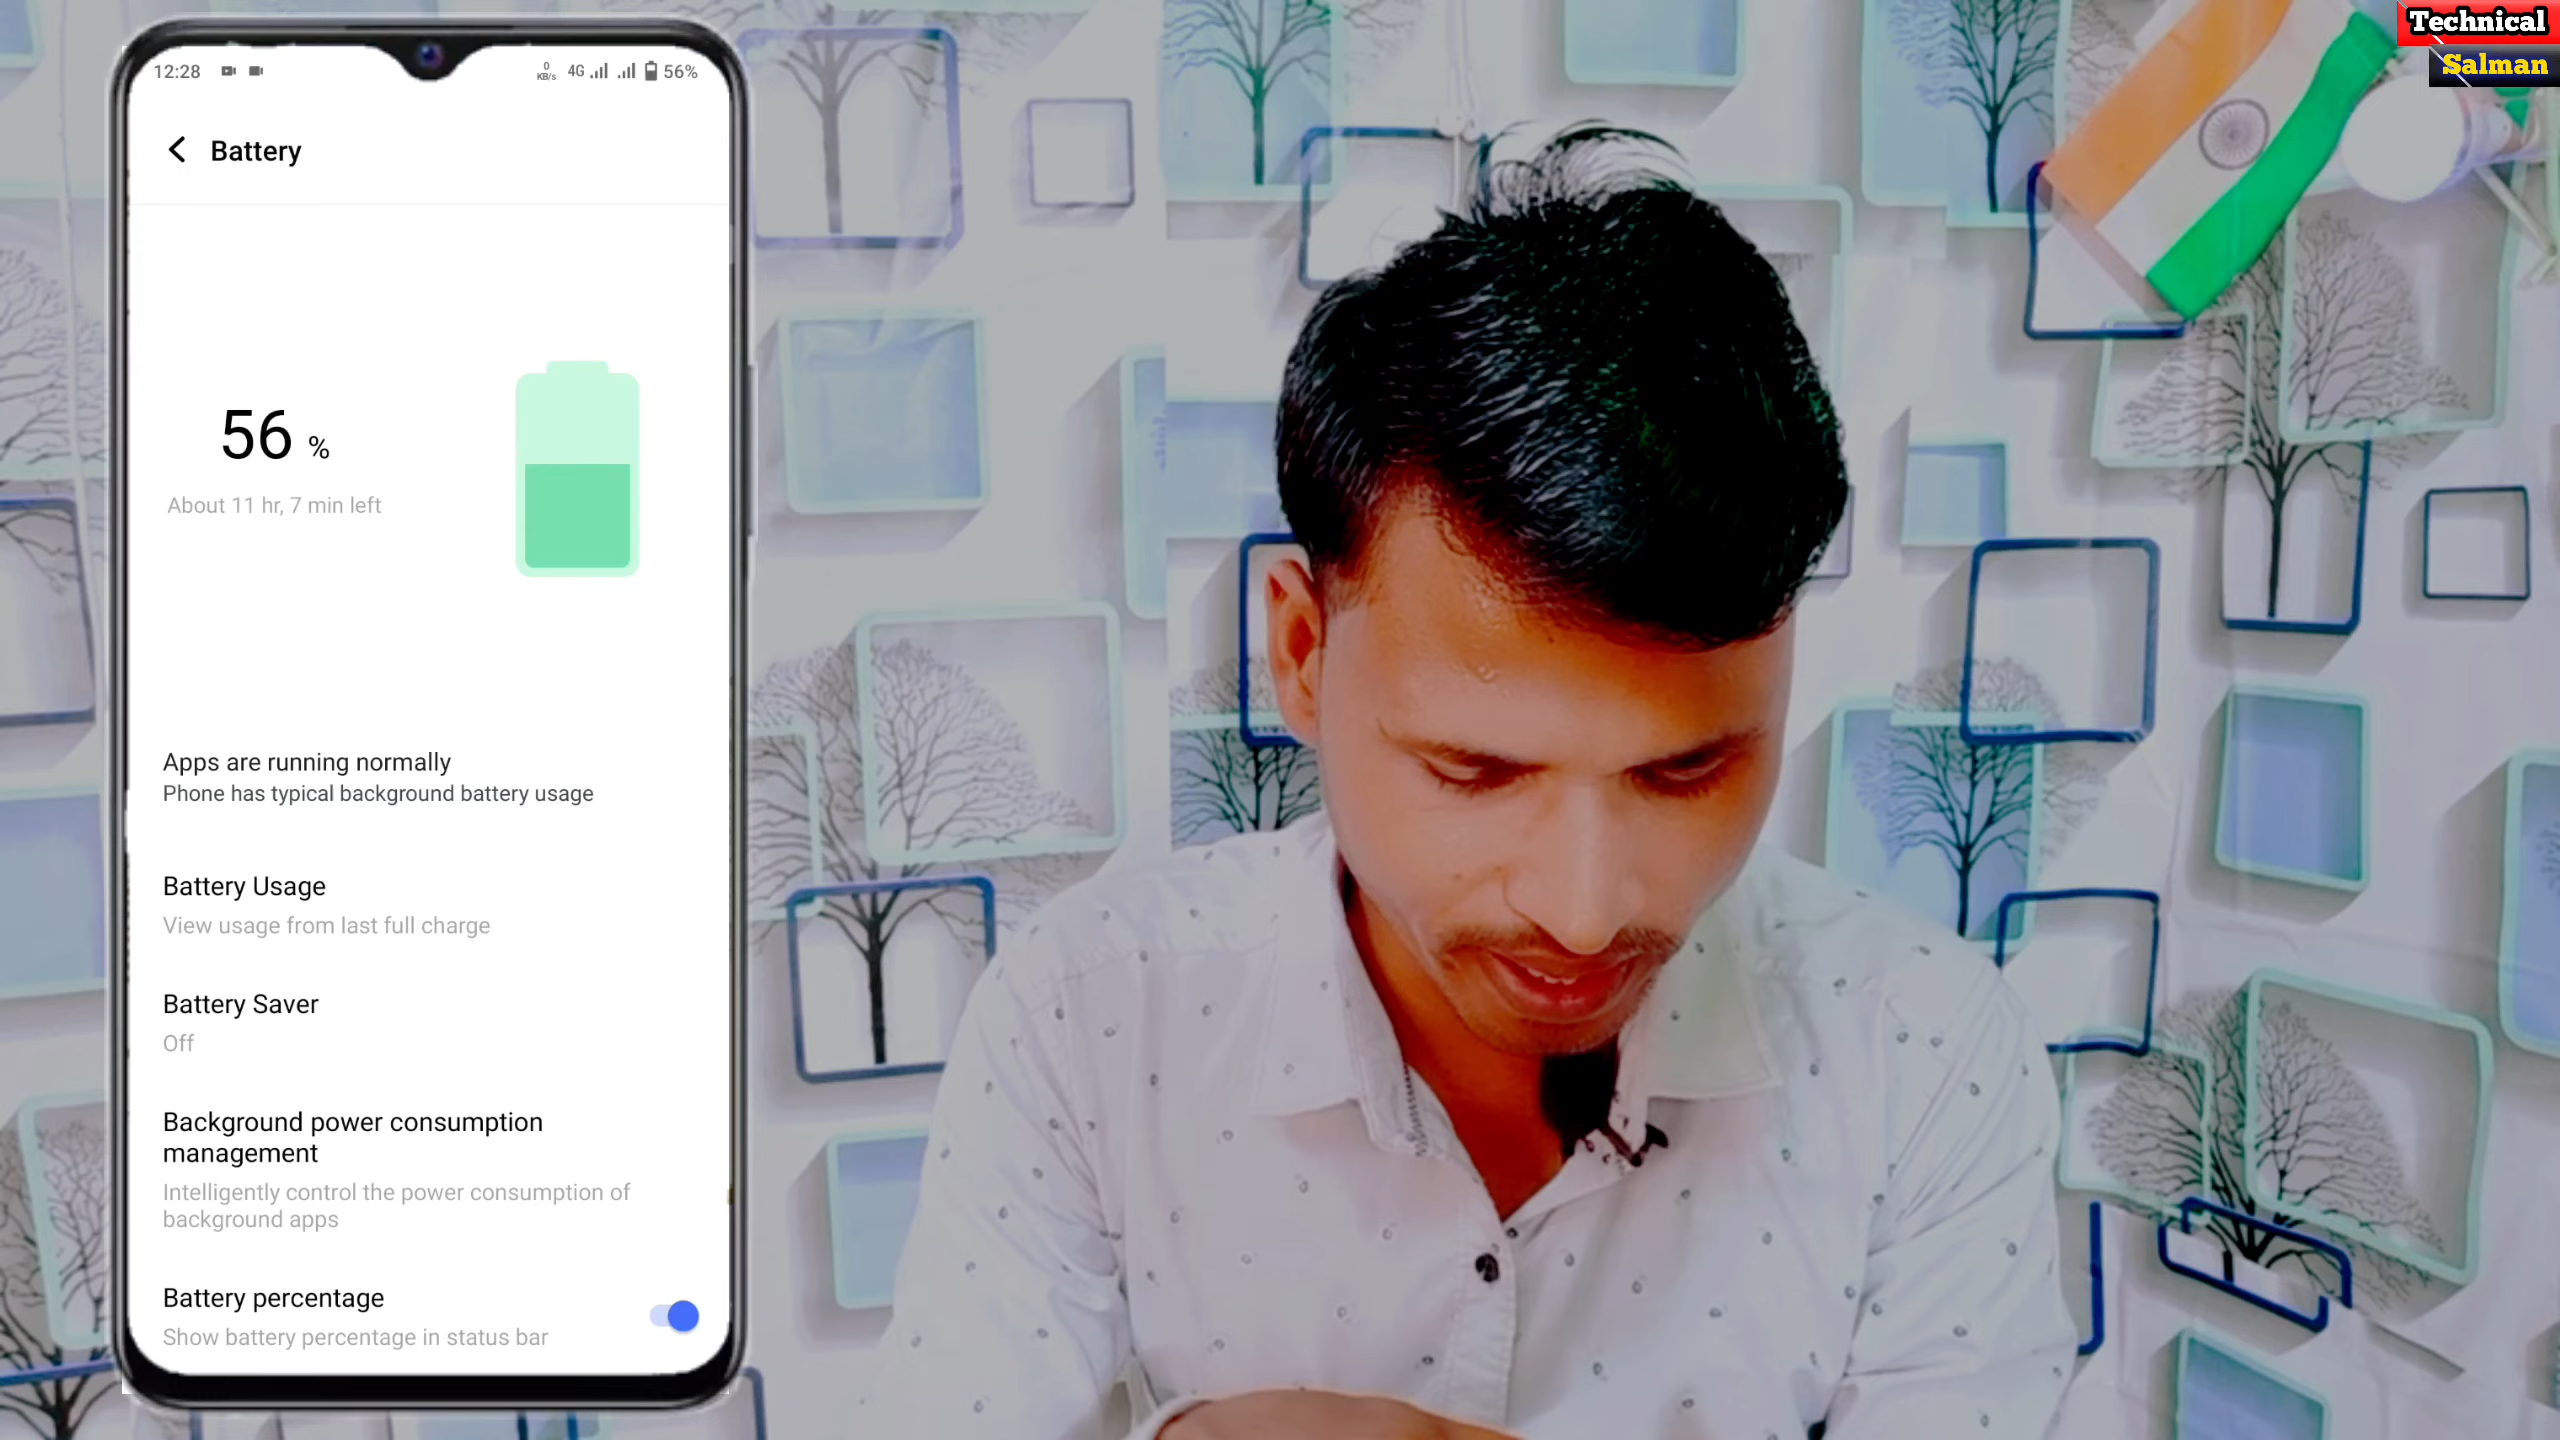 Technical
Salman
12:28
0
KB/s
4G
56%
Battery
56 %
About 11 hr, 7 min left
Apps are running normally
Phone has typical background battery usage
Battery Usage
View usage from last full charge
Battery Saver
Off
Background power consumption
management
Intelligently control the power consumption of
background apps
Battery percentage
Show battery percentage in status bar